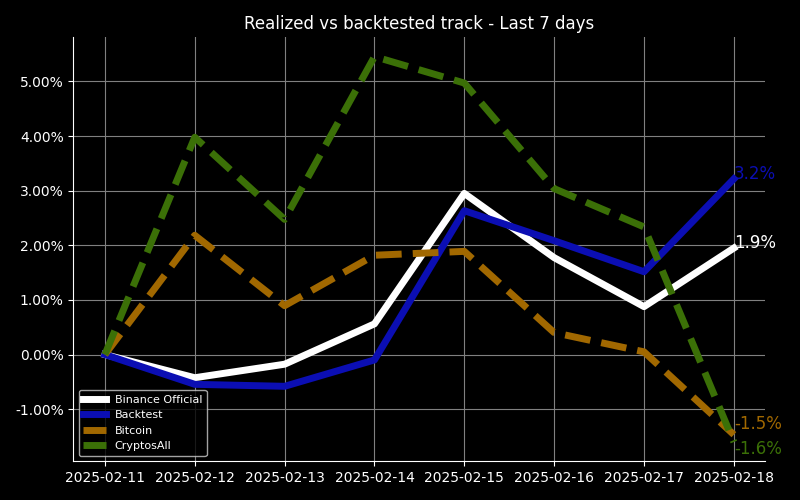 Realized vs backtested track - Last 7 days
5.00%
4.00%
3.00%
2.00%
1.00%
0.00%
-1.00%
3.2%
1.9%
-1.5%
-1.6%
Binance Official
Backtest
Bitcoin
CryptosAll
2025-02-11 2025-02-12 2025-02-13 2025-02-14 2025-02-15 2025-02-16 2025-02-17 2025-02-18